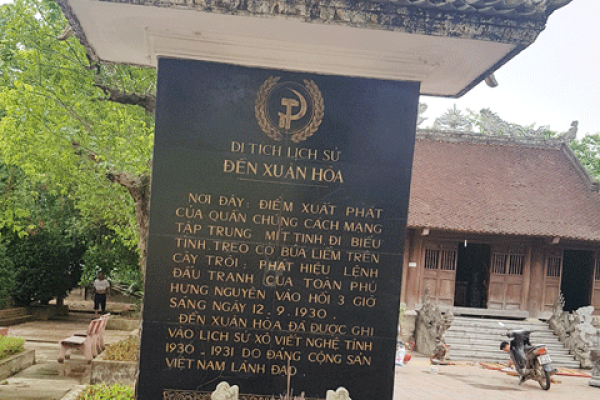 DI TÍCH LỊCH SỬ
ĐỀN XUÂN HÒA
NƠI ĐÂY: ĐIỂM XUẤT PHÁT
CỦA QUẦN CHÚNG CÁCH MẠNG
TẬP TRUNG MÍT TINH ĐI BIỂU
TÌNH TREO CỜ BÚA LIỀM TRÊN
CÂY TRÔI; PHÁT HIỆU LỆNH
ĐẤU TRANH CỦA TOÀN PHỦ
HƯNG NGUYÊN VÀO HỒI 3 GIỜ
SÁNG NGÀY 12.9.1930.
ĐỀN XUÂN HÒA ĐÃ ĐƯỢC GHI
VÀO LỊCH SỬ XÔ VIẾT NGHỆ TĨNH
1930 - 1931 DO ĐẢNG CỘNG SẢN
VIỆT NAM LÃNH ĐẠO.